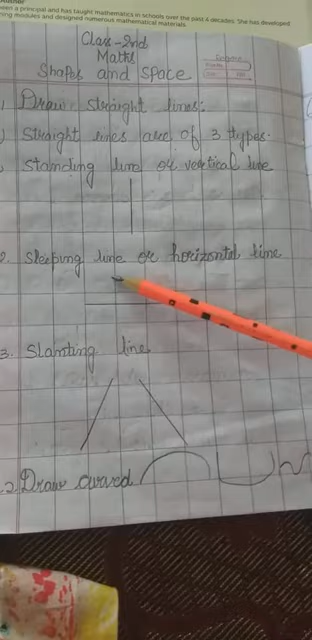 een a principal and has taught mathematics in schools over the past 4 decades. She has developed
ning modules and designed numerous mathematical materials.
Class-2nd
Maths
Shapes and Space
Draw straight lines:
Straight lines are of 3 types.
Standing line or vertical line
2. Sleeping line or horizontal line
3. Slanting line
2. Draw curved